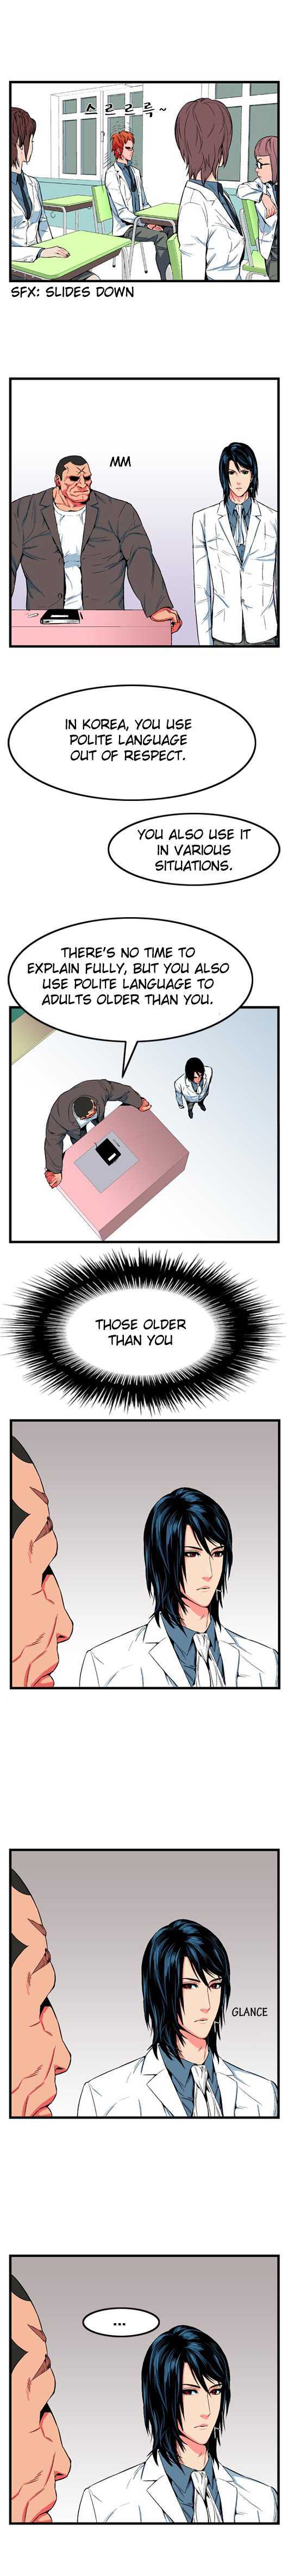 스르르륵~
SFX: SLIDES DOWN
MM
IN KOREA, YOU USE
POLITE LANGUAGE
OUT OF RESPECT.
YOU ALSO USE IT
IN VARIOUS
SITUATIONS.
THERE'S NO TIME TO
EXPLAIN FULLY, BUT YOU ALSO
USE POLITE LANGUAGE TO
ADULTS OLDER THAN YOU.
THOSE OLDER
THAN YOU
GLANCE
...